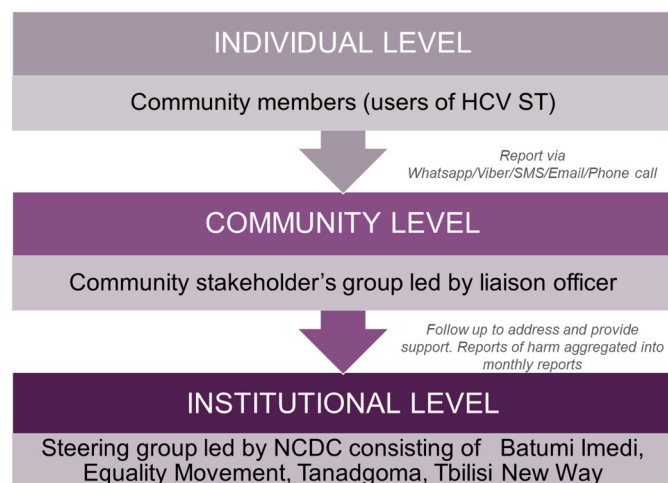 INDIVIDUAL LEVEL
Community members (users of HCV ST)
Report via
Whatsapp/Viber/SMS/Email/Phone call
COMMUNITY LEVEL
Community stakeholder's group led by liaison officer
Follow up to address and provide
support. Reports of harm aggregated into
monthly reports
INSTITUTIONAL LEVEL
Steering group led by NCDC consisting of Batumi Imedi,
Equality Movement, Tanadgoma, Tbilisi New Way